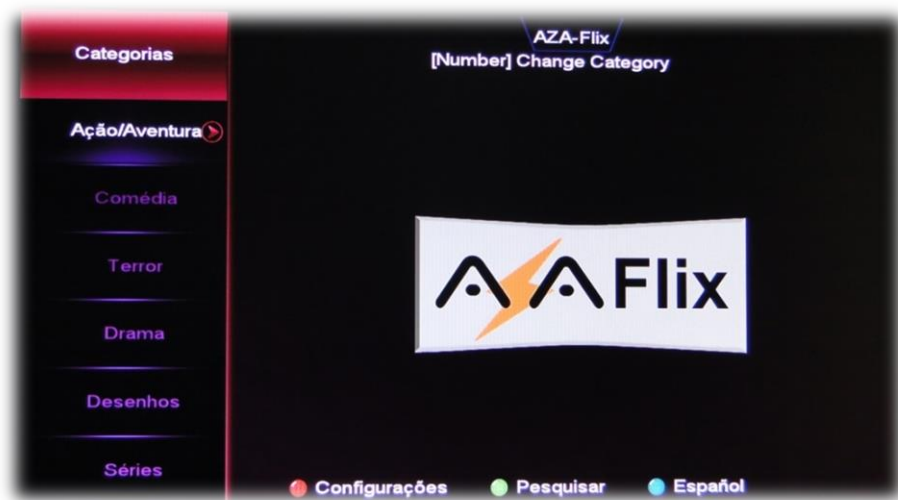 Categorias
Ação/Aventura
Comédia
Terror
Drama
Desenhos
Séries
AZA-Flix
[Number] Change Category
AZA Flix
Configurações
Pesquisar
Español